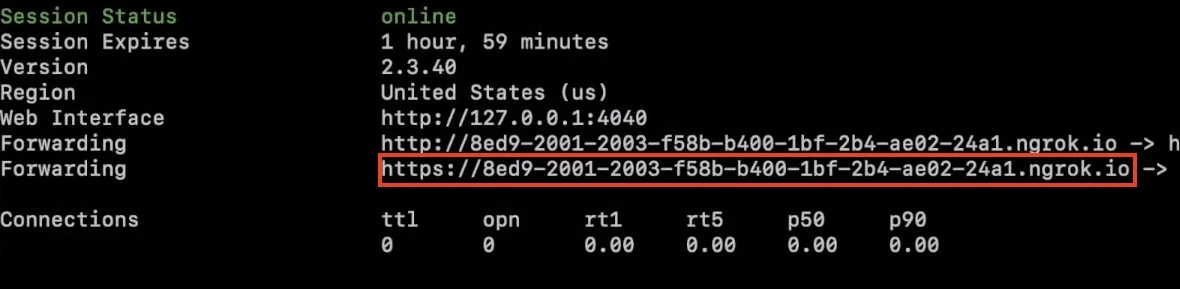 Session Status online
Session Expires 1 hour, 59 minutes
Version 2.3.40
Region United States (us)
Web Interface http://127.0.0.1:4040
Forwarding http://8ed9-2001-2003-f58b-b400-1bf-2b4-ae02-24a1.ngrok.io -> h
Forwarding https://8ed9-2001-2003-f58b-b400-1bf-2b4-ae02-24a1.ngrok.io ->
Connections ttl opn rt1 rt5 p50 p90
0 0 0.00 0.00 0.00 0.00